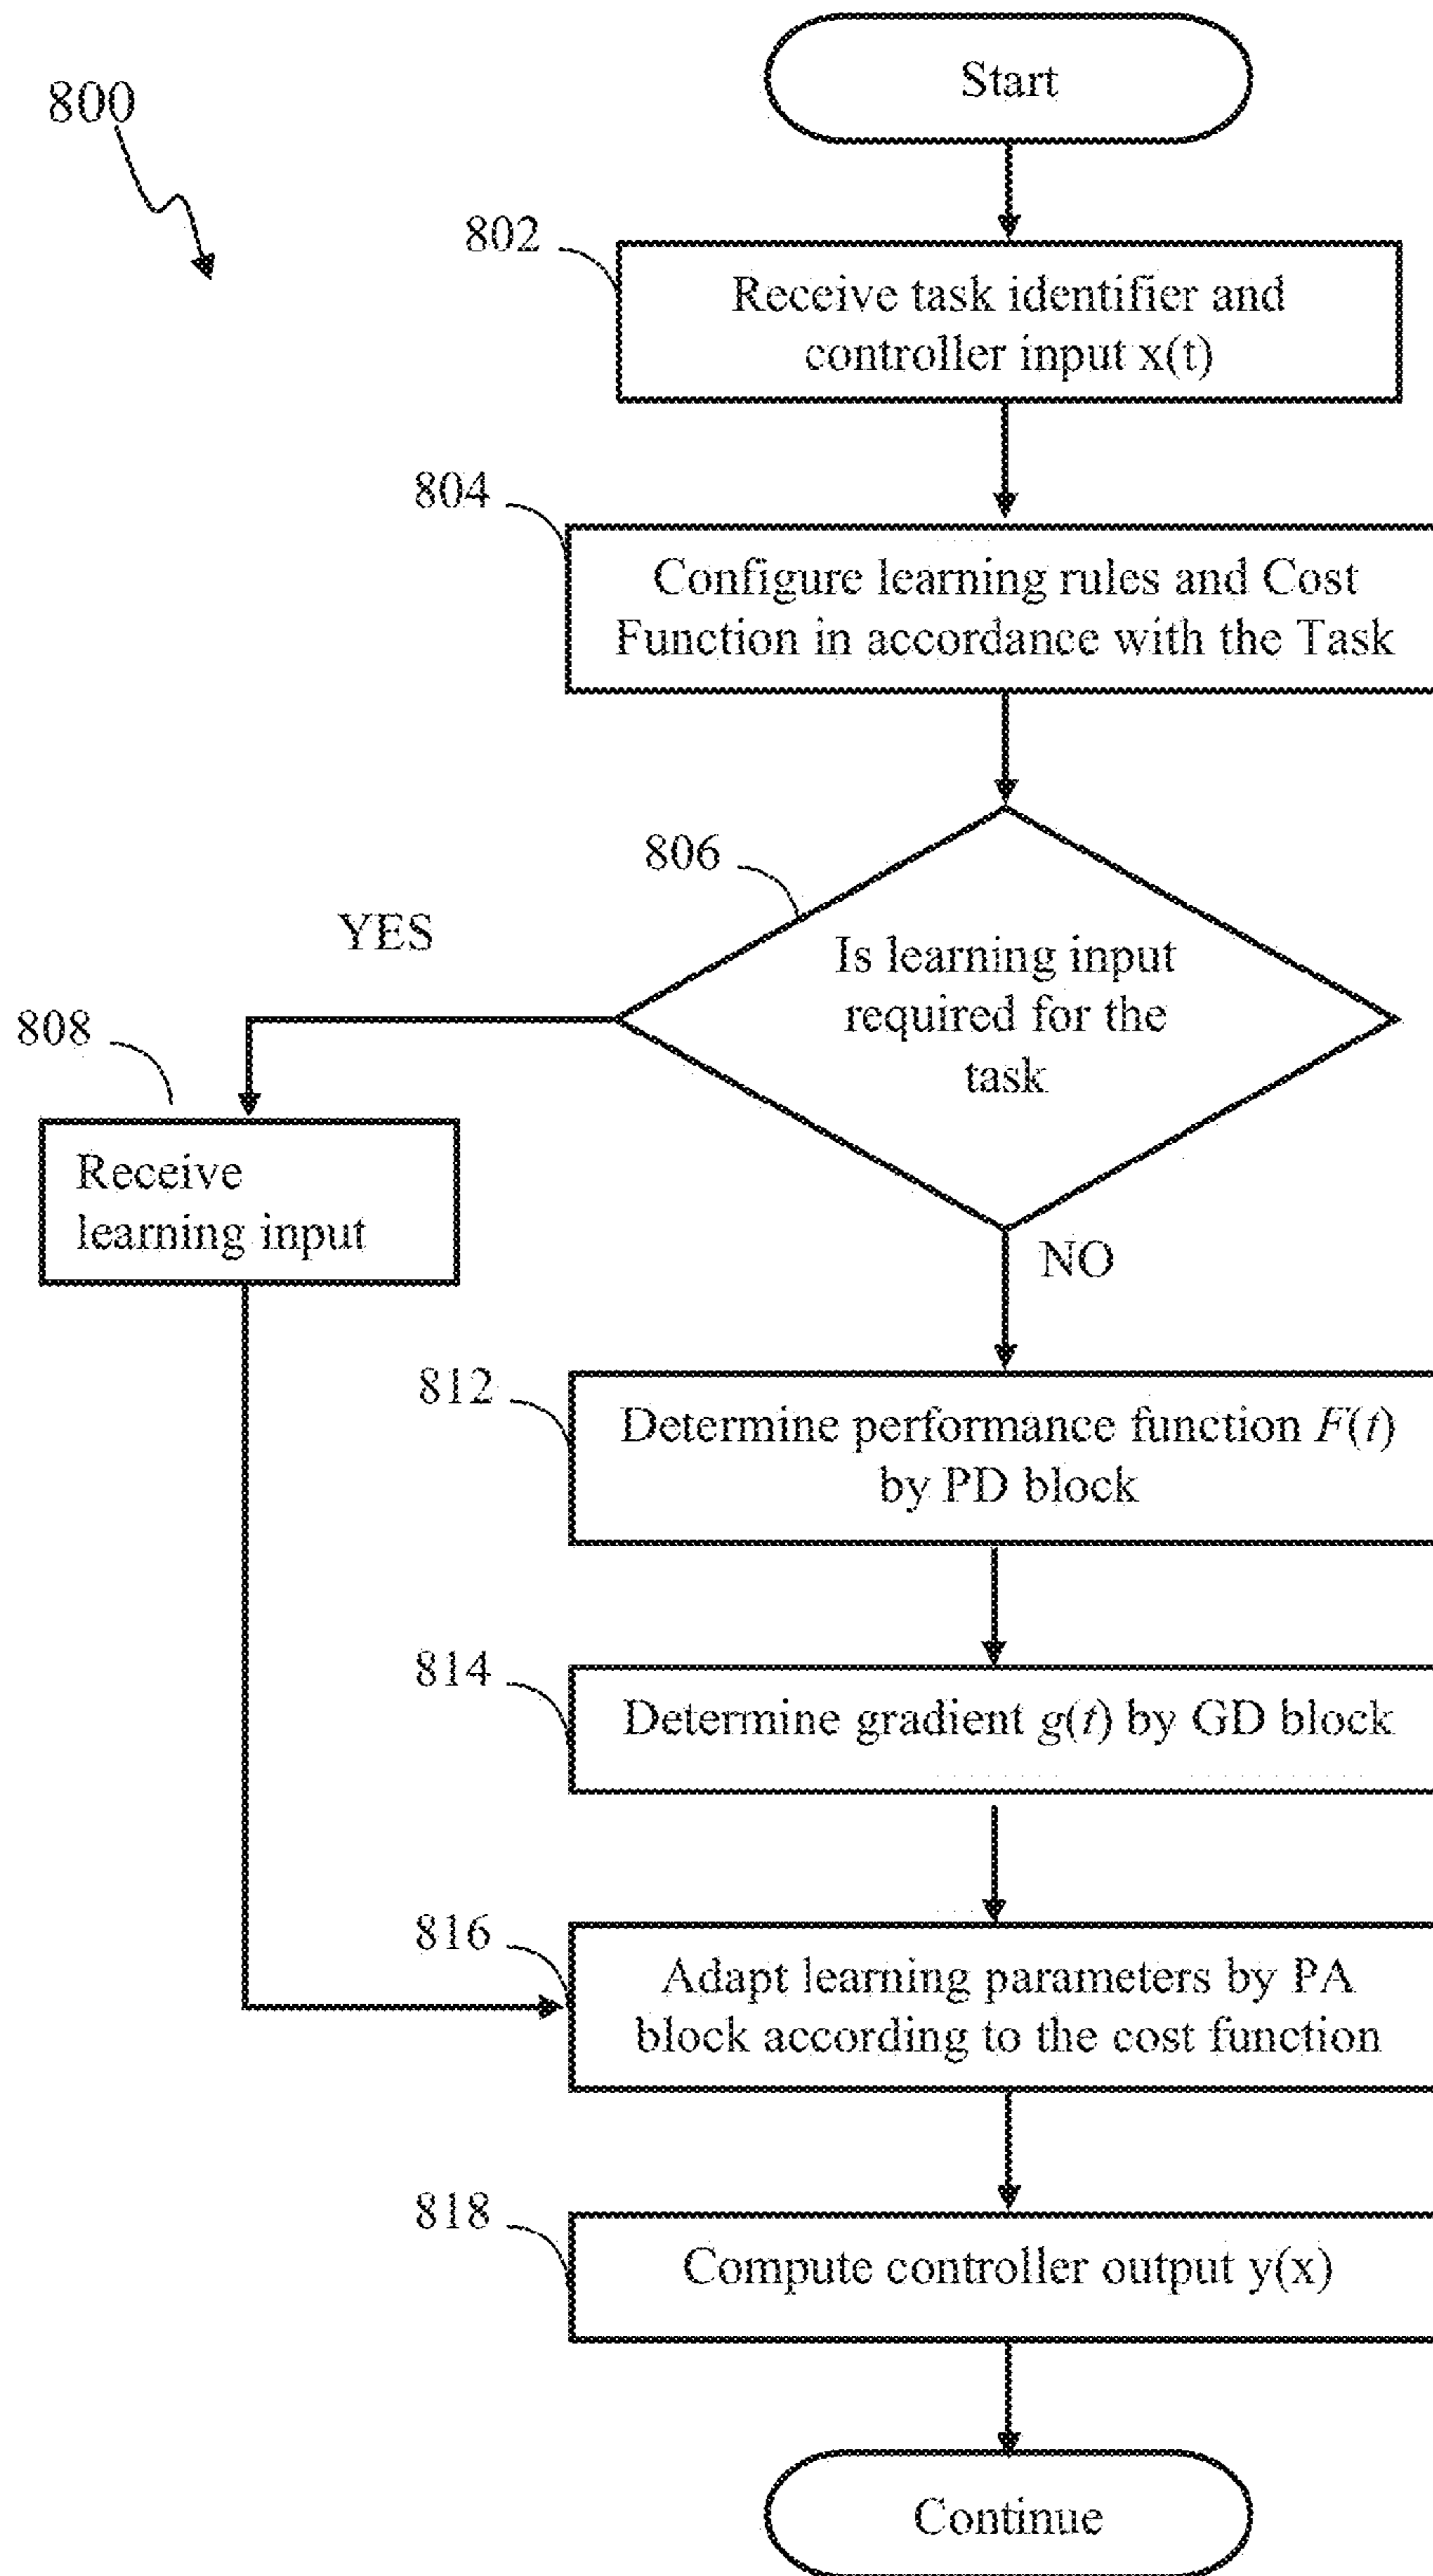 Start
800
802
Receive task identifier and
controller input x(t)
804
Configure learning rules and Cost
Function in accordance with the Task
806
YES
Is learning input
required for the
task
808
Receive
learning input
NO
812
Determine performance function F(t)
by PD block
814
Determine gradient g(t) by GD block
816
Adapt learning parameters by PA
block according to the cost function
818
Compute controller output y(x)
Continue